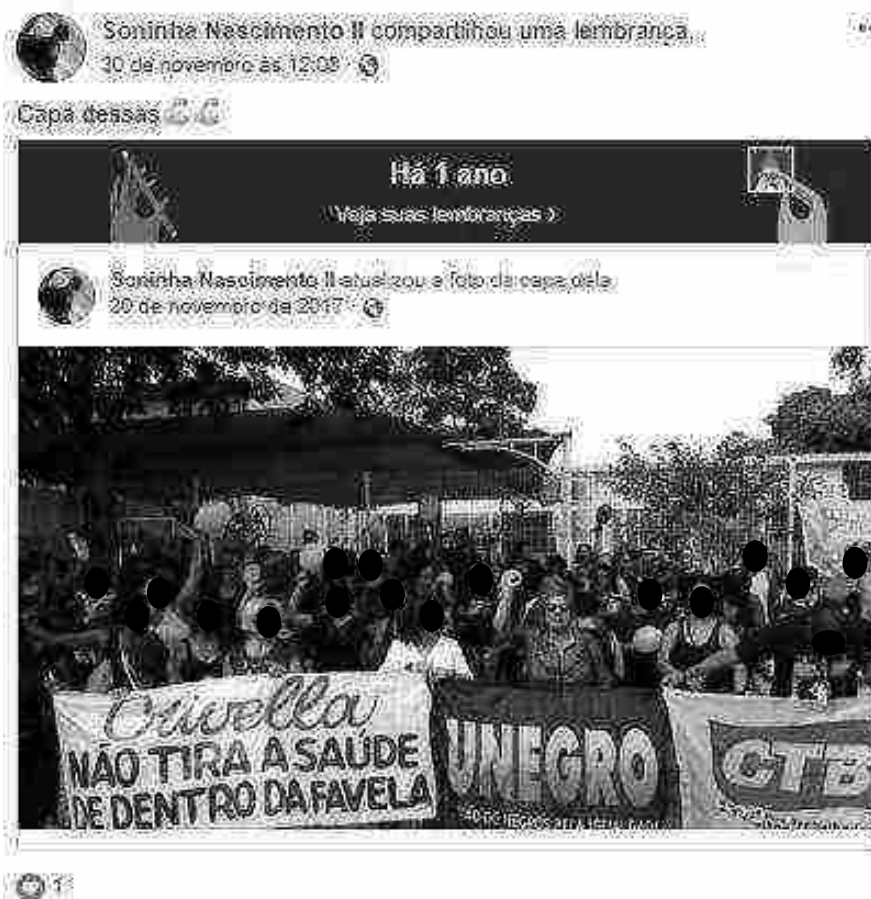 Soninha Nascimento II compartilhou uma lembrança.
de novembro às 12:08
Capa dessas
Há 1 ano
Veja suas lembranças >
Soninha Nascimento II atualizou a foto da capa dela.
20 de novembro de 2017
Crivella
NÃO TIRA A SAÚDE
DE DENTRO DA FAVELA
UNEGRO
CTB
1